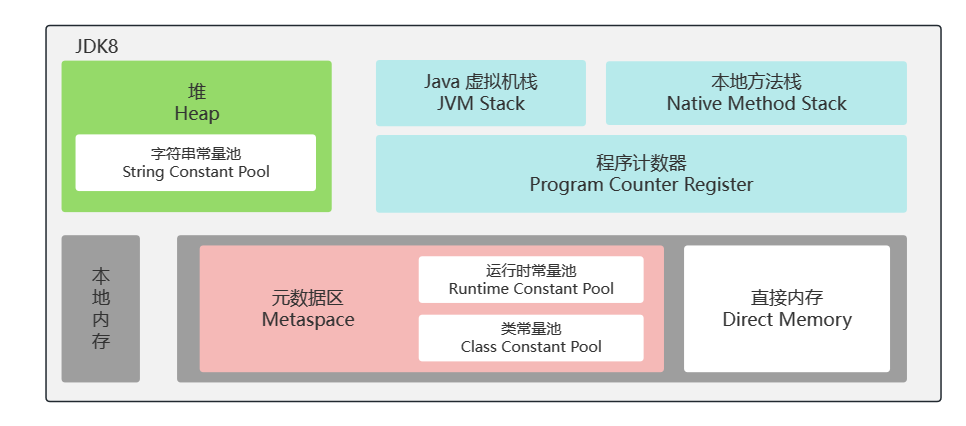 JDK8
堆
Heap
字符串常量池
String Constant Pool
Java 虚拟机栈
JVM Stack
本地方法栈
Native Method Stack
程序计数器
Program Counter Register
本
地
内
存
元数据区
Metaspace
运行时常量池
Runtime Constant Pool
类常量池
Class Constant Pool
直接内存
Direct Memory